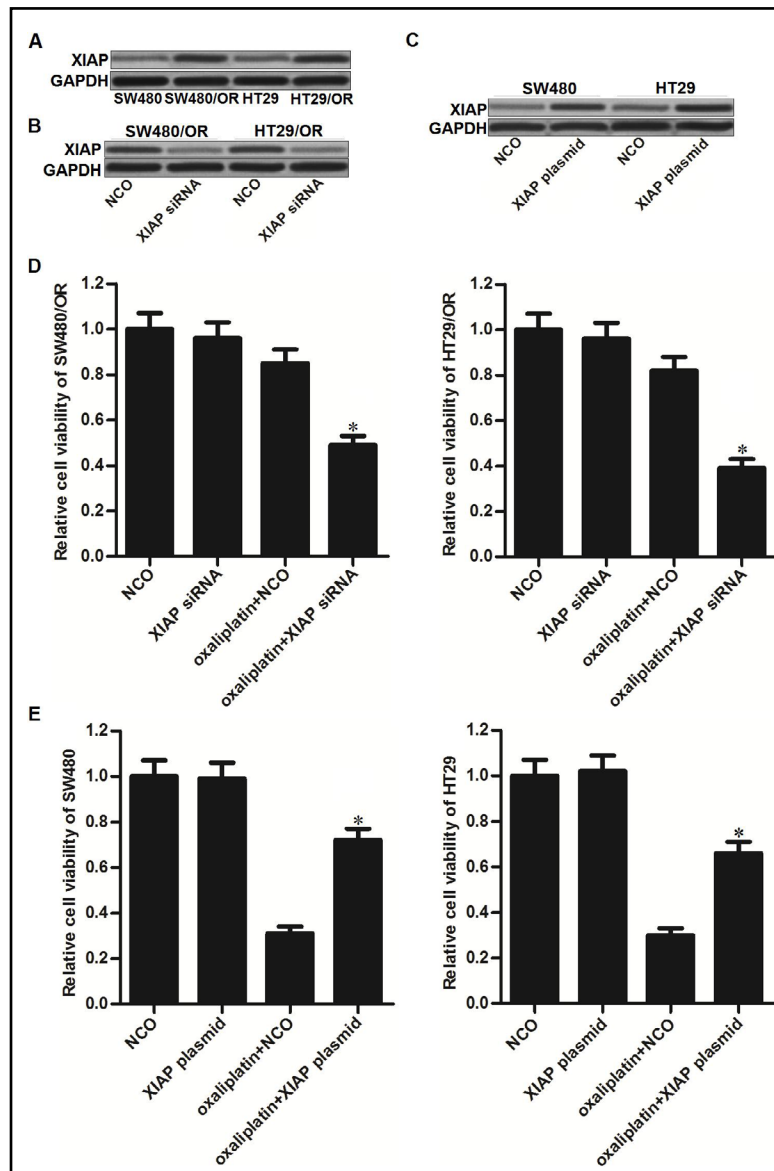 A
XIAP
GAPDH
SW480 SW480/OR HT29 HT29/OR
B
SW480/OR HT29/OR
XIAP
GAPDH
NCO XIAP siRNA NCO XIAP siRNA
C
SW480 HT29
XIAP
GAPDH
NCO XIAP plasmid NCO XIAP plasmid
D
Relative cell viability of SW480/OR
1.2
1.0
0.8
0.6
0.4
0.2
0.0
*
NCO
XIAP siRNA
oxaliplatin+NCO
oxaliplatin+XIAP siRNA
Relative cell viability of HT29/OR
1.2
1.0
0.8
0.6
0.4
0.2
0.0
*
NCO
XIAP siRNA
oxaliplatin+NCO
oxaliplatin+XIAP siRNA
E
Relative cell viability of SW480
1.2
1.0
0.8
0.6
0.4
0.2
0.0
*
NCO
XIAP plasmid
oxaliplatin+NCO
oxaliplatin+XIAP plasmid
Relative cell viability of HT29
1.2
1.0
0.8
0.6
0.4
0.2
0.0
*
NCO
XIAP plasmid
oxaliplatin+NCO
oxaliplatin+XIAP plasmid